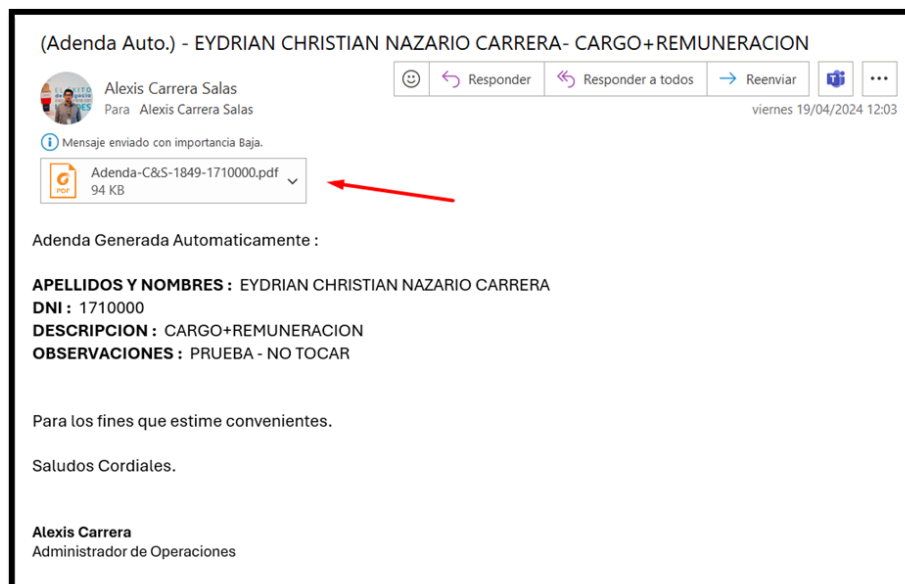 (Adenda Auto.) - EYDRIAN CHRISTIAN NAZARIO CARRERA- CARGO+REMUNERACION
Alexis Carrera Salas
Para Alexis Carrera Salas
Responder
Responder a todos
Reenviar
viernes 19/04/2024 12:03
Mensaje enviado con importancia Baja.
Adenda-C&S-1849-1710000.pdf
PDF
94 KB
Adenda Generada Automaticamente :
APELLIDOS Y NOMBRES : EYDRIAN CHRISTIAN NAZARIO CARRERA
DNI : 1710000
DESCRIPCION : CARGO+REMUNERACION
OBSERVACIONES : PRUEBA - NO TOCAR
Para los fines que estime convenientes.
Saludos Cordiales.
Alexis Carrera
Administrador de Operaciones